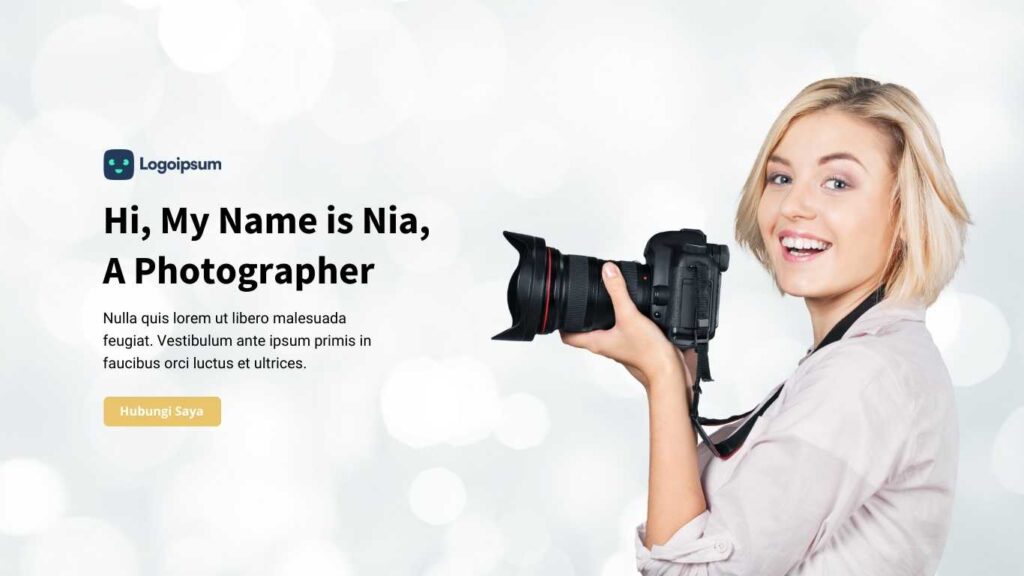 Logoipsum
Hi, My Name is Nia,
A Photographer
Nulla quis lorem ut libero malesuada
feugiat. Vestibulum ante ipsum primis in
faucibus orci luctus et ultrices.
Hubungi Saya